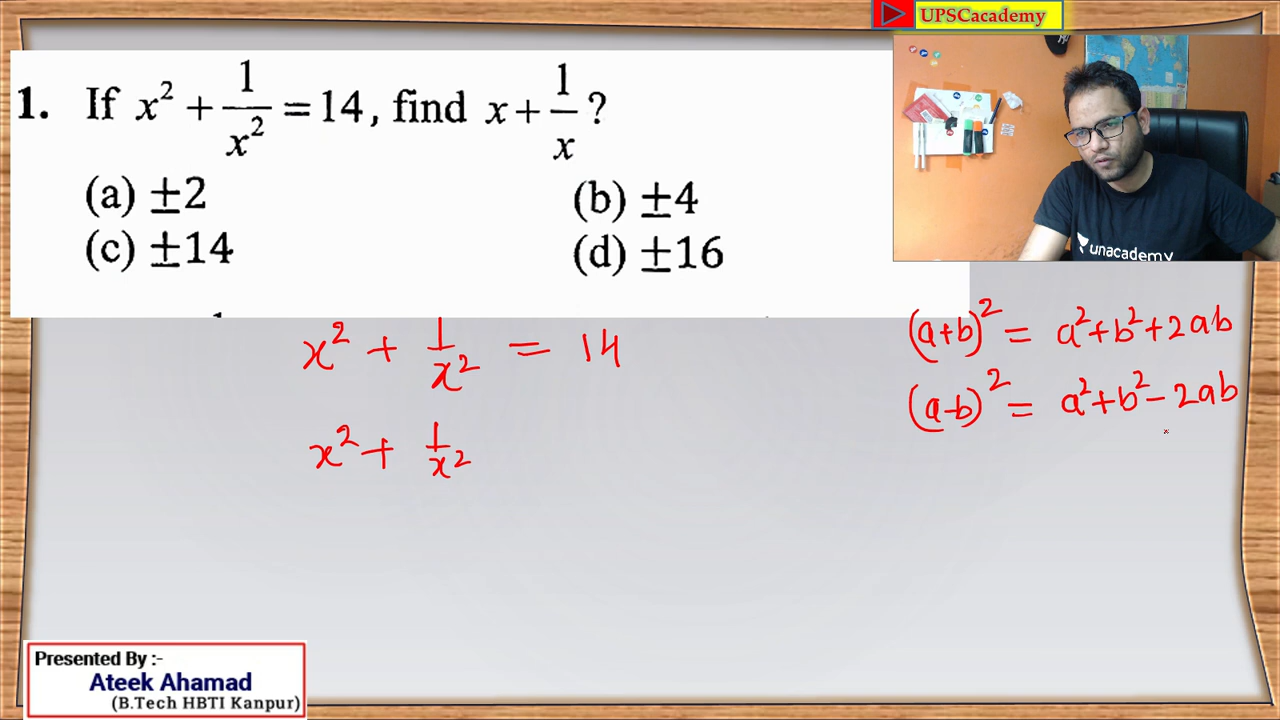 UPSCacademy
1. If x² + 1/x² = 14, find x + 1/x ?
(a) ±2 (b) ±4
(c) ±14 (d) ±16
unacademy
x² + 1/x² = 14
(a+b)² = a²+b²+2ab
(a-b)² = a²+b²-2ab
x² + 1/x²
Presented By :-
Ateek Ahamad
(B.Tech HBTI Kanpur)